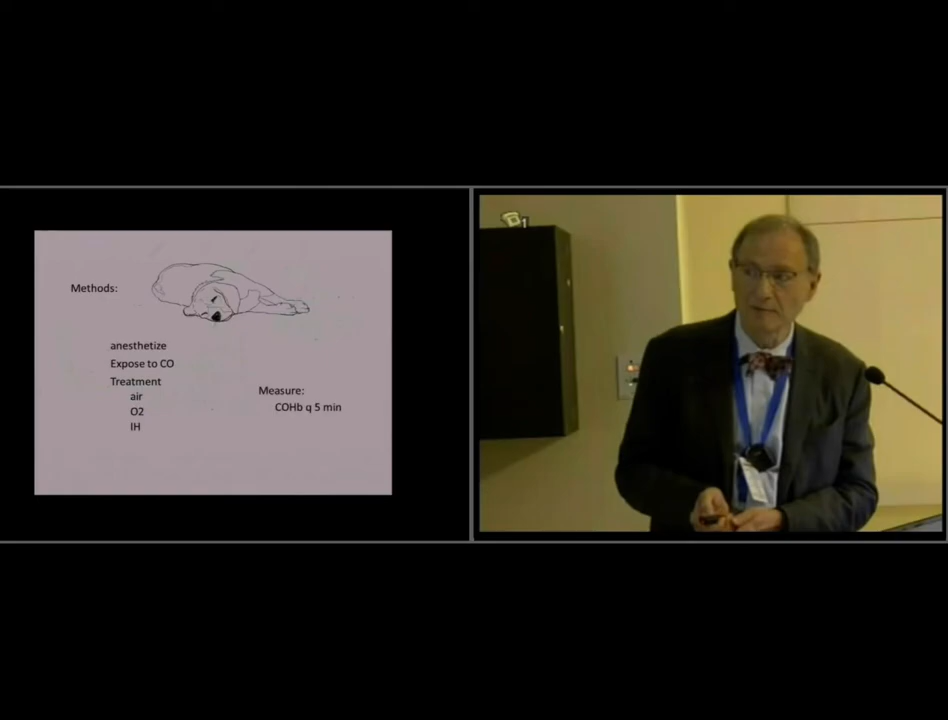 Methods:
anesthetize
Expose to CO
Treatment
air
O2
IH
Measure:
COHb q 5 min